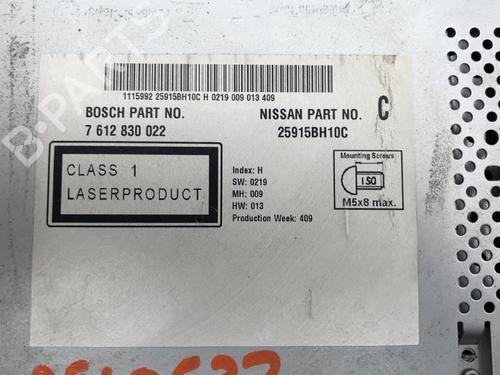 1115992 25915BH10C H 0219 009 013 409
BOSCH PART NO.
7 612 830 022
NISSAN PART NO.
25915BH10C
C
CLASS 1
LASERPRODUCT
Index: H
SW: 0219
MH: 009
HW: 013
Production Week: 409
Mounting Screws
ISO
M5x8 max.